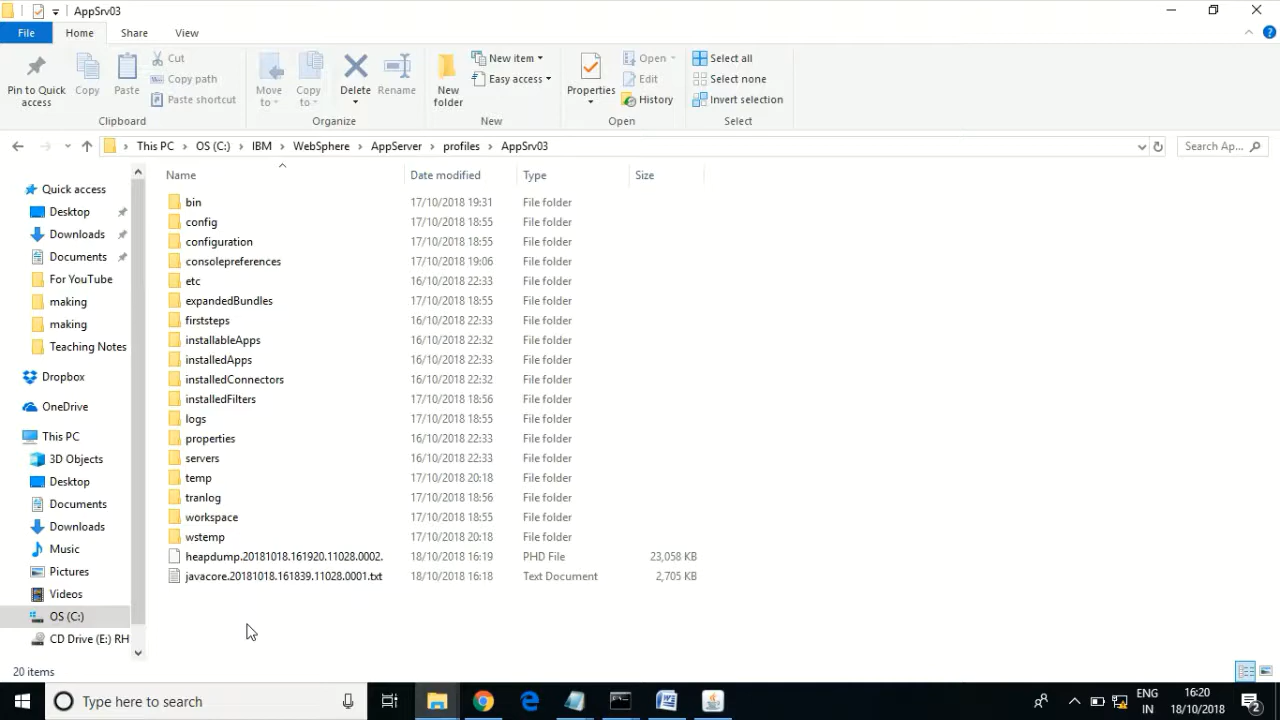 AppSrv03
File
Home
Share
View
Pin to Quick access
Copy
Paste
Cut
Copy path
Paste shortcut
Clipboard
Move to
Copy to
Delete
Rename
Organize
New folder
New item
Easy access
New
Properties
Open
Edit
History
Open
Select all
Select none
Invert selection
Select
This PC > OS (C:) > IBM > WebSphere > AppServer > profiles > AppSrv03
Search Ap...
Name Date modified Type Size
Quick access
Desktop
Downloads
Documents
For YouTube
making
making
Teaching Notes
Dropbox
OneDrive
This PC
3D Objects
Desktop
Documents
Downloads
Music
Pictures
Videos
OS (C:)
CD Drive (E:) RH
bin 17/10/2018 19:31 File folder
config 17/10/2018 18:55 File folder
configuration 17/10/2018 18:55 File folder
consolepreferences 17/10/2018 19:06 File folder
etc 16/10/2018 22:33 File folder
expandedBundles 17/10/2018 18:55 File folder
firststeps 16/10/2018 22:33 File folder
installableApps 16/10/2018 22:32 File folder
installedApps 16/10/2018 22:33 File folder
installedConnectors 16/10/2018 22:32 File folder
installedFilters 17/10/2018 18:56 File folder
logs 17/10/2018 18:55 File folder
properties 16/10/2018 22:33 File folder
servers 16/10/2018 22:33 File folder
temp 17/10/2018 20:18 File folder
tranlog 17/10/2018 18:56 File folder
workspace 17/10/2018 18:55 File folder
wstemp 17/10/2018 20:18 File folder
heapdump.20181018.161920.11028.0002. 18/10/2018 16:19 PHD File 23,058 KB
javacore.20181018.161839.11028.0001.txt 18/10/2018 16:18 Text Document 2,705 KB
20 items
Type here to search
ENG
IN
16:20
18/10/2018
2